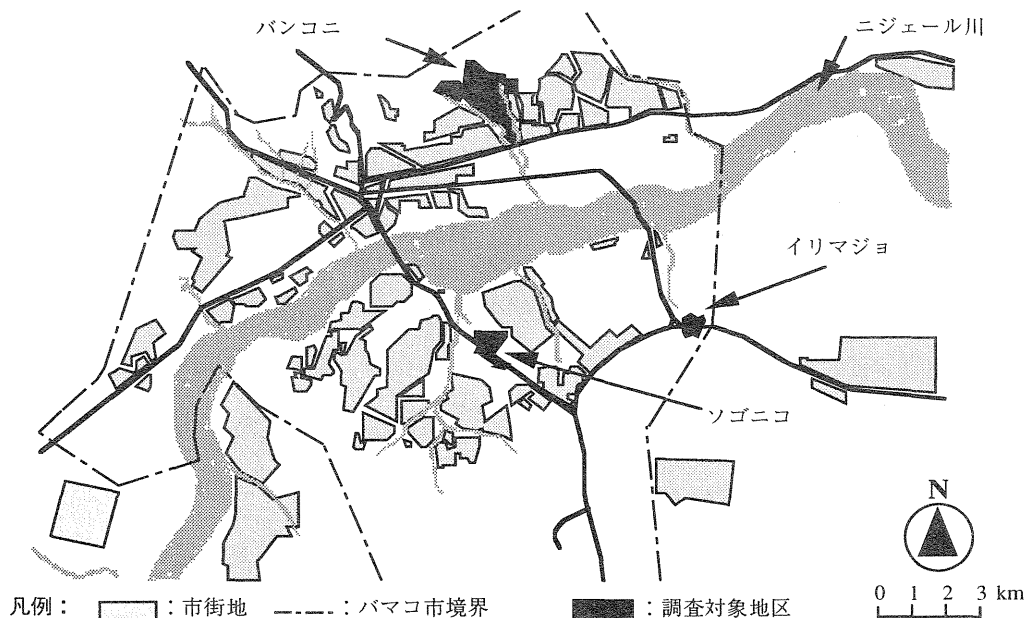 バンコニ
ニジェール川
イリマジョ
ソゴニコ
N
凡例： ：市街地 ：バマコ市境界 ：調査対象地区
0 1 2 3 km